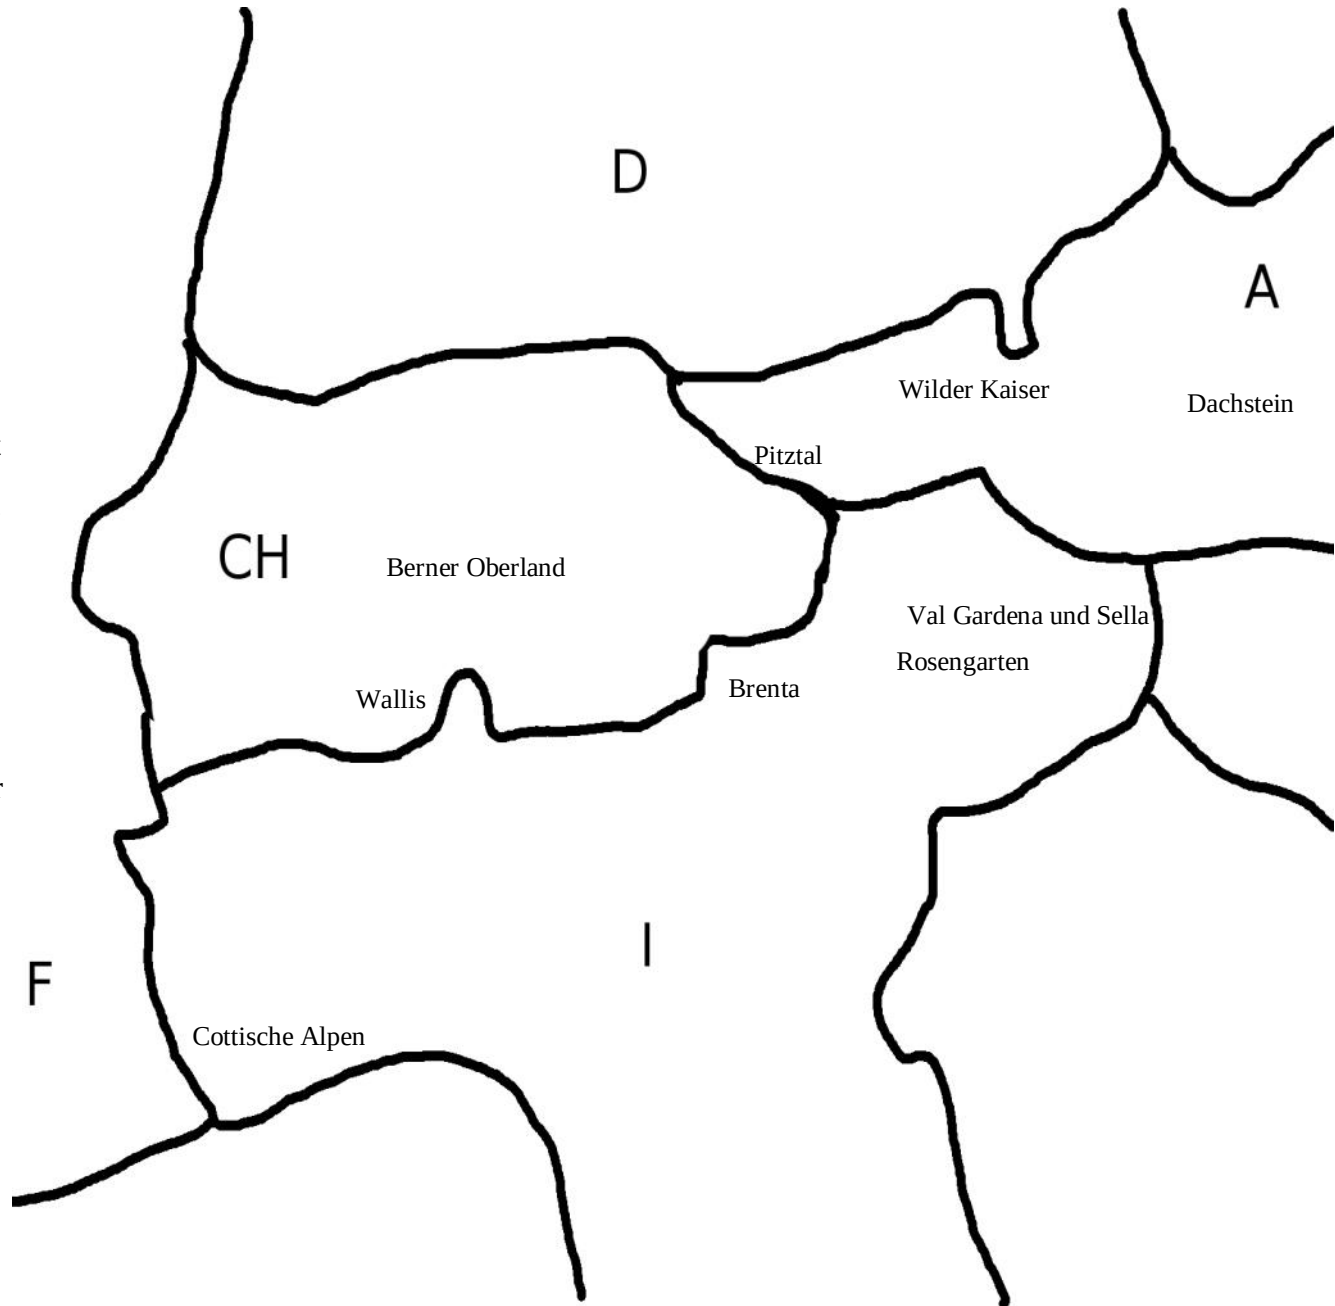 D
A
Wilder Kaiser
Dachstein
Pitztal
CH
Berner Oberland
Val Gardena und Sella
Rosengarten
Brenta
Wallis
I
F
Cottische Alpen